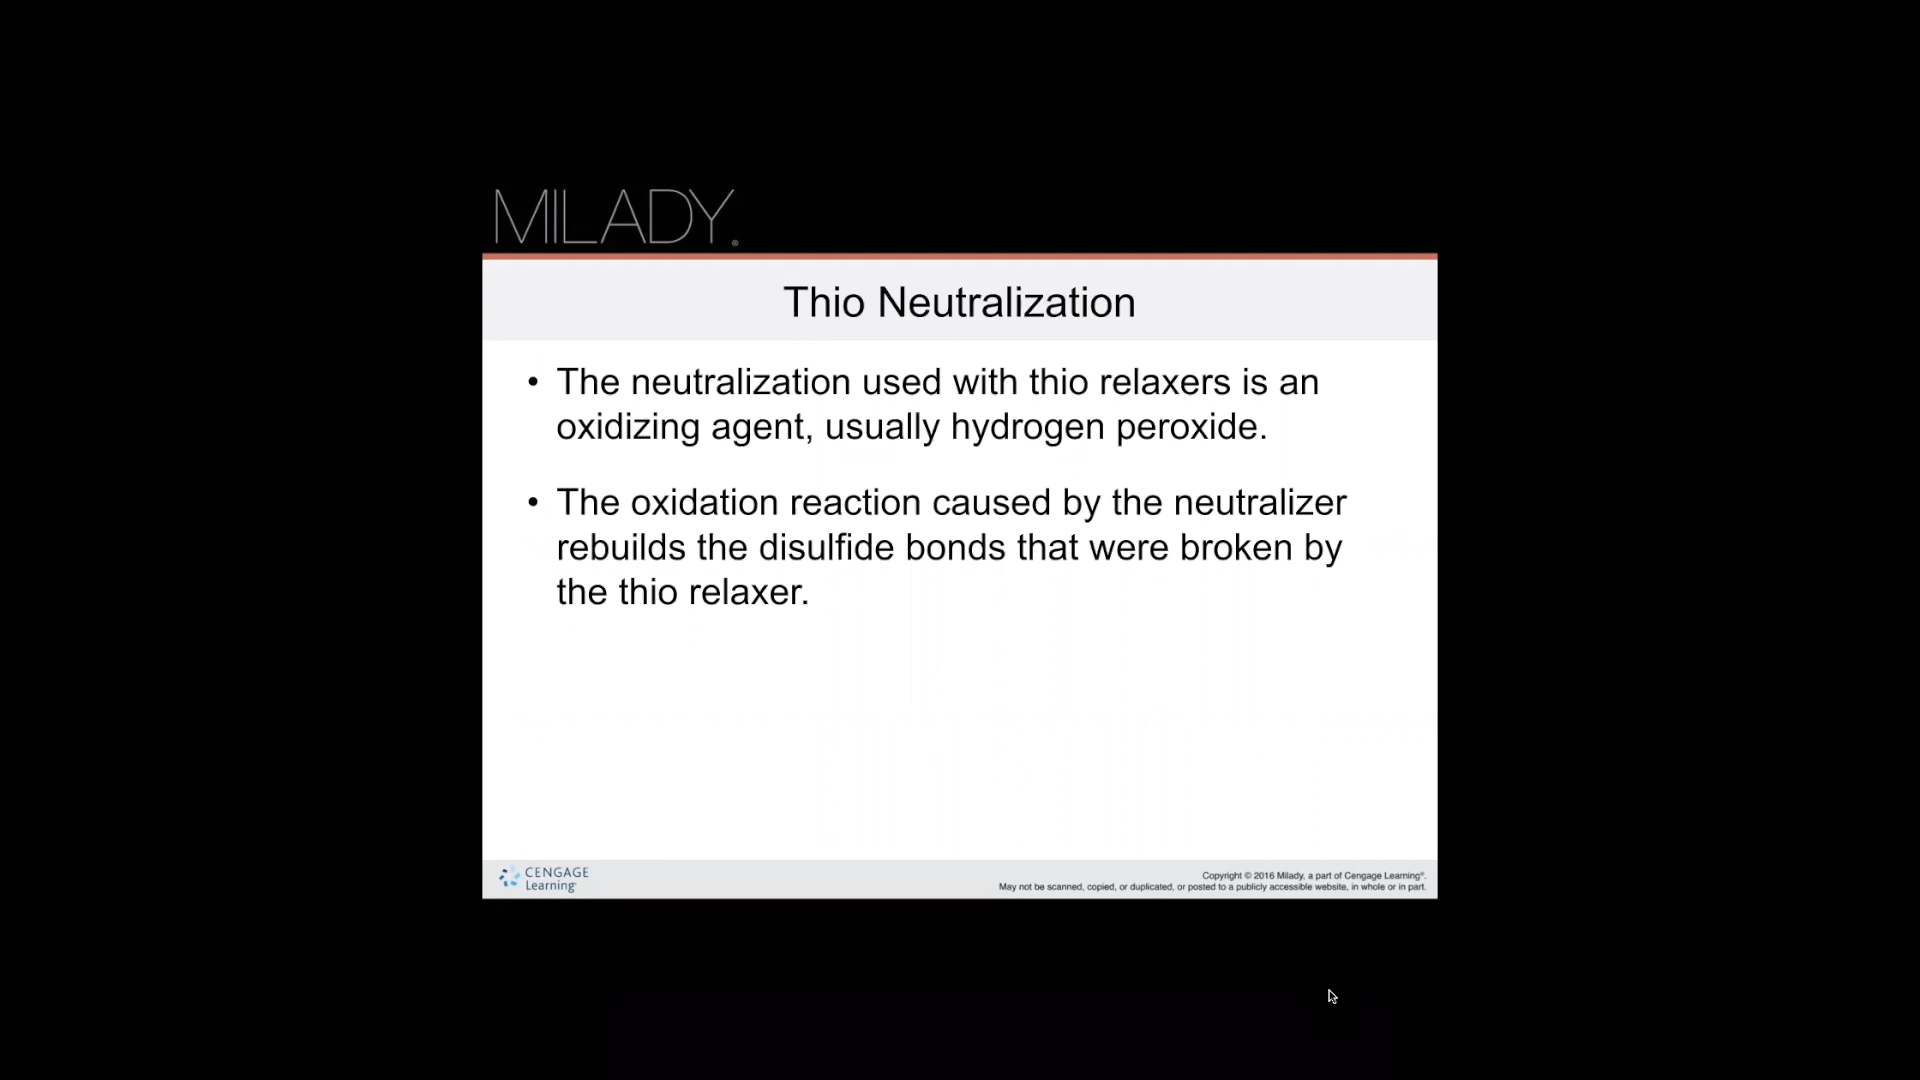 MILADY®
Thio Neutralization
• The neutralization used with thio relaxers is an
oxidizing agent, usually hydrogen peroxide.
• The oxidation reaction caused by the neutralizer
rebuilds the disulfide bonds that were broken by
the thio relaxer.
CENGAGE
Learning
Copyright © 2016 Milady, a part of Cengage Learning®.
May not be scanned, copied, or duplicated, or posted to a publicly accessible website, in whole or in part.